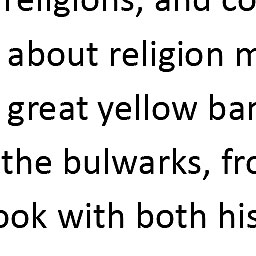 religions, and co
about religion m
great yellow bar
the bulwarks, fro
ook with both his